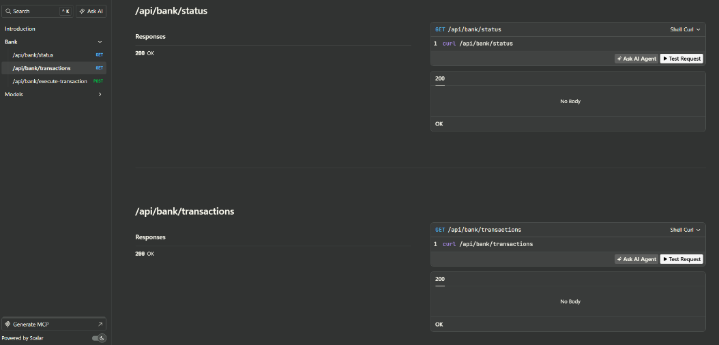 Search
^ K
Ask AI
Introduction
Bank
/api/bank/status GET
/api/bank/transactions GET
/api/bank/execute-transaction POST
Models
Generate MCP
Powered by Scalar
/api/bank/status
Responses
200 OK
GET /api/bank/status Shell Curl
1 curl /api/bank/status
Ask AI Agent Test Request
200
No Body
OK
/api/bank/transactions
Responses
200 OK
GET /api/bank/transactions Shell Curl
1 curl /api/bank/transactions
Ask AI Agent Test Request
200
No Body
OK